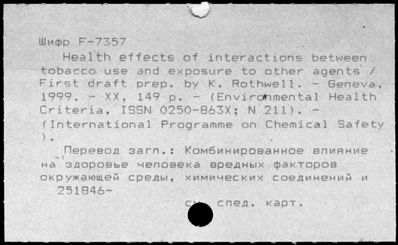 Шифр F-7357
Health effects of interactions between
tobacco use and exposure to other agents /
First draft prep. by K. Rothwell. - Geneva,
1999. - XX, 149 p. - (Environmental Health
Criteria, ISSN 0250-863X; N 211). -
(International Programme on Chemical Safety
).
Перевод загл.: Комбинированное влияние
на здоровье человека вредных факторов
окружающей среды, химических соединений и
251846-
см. след. карт.